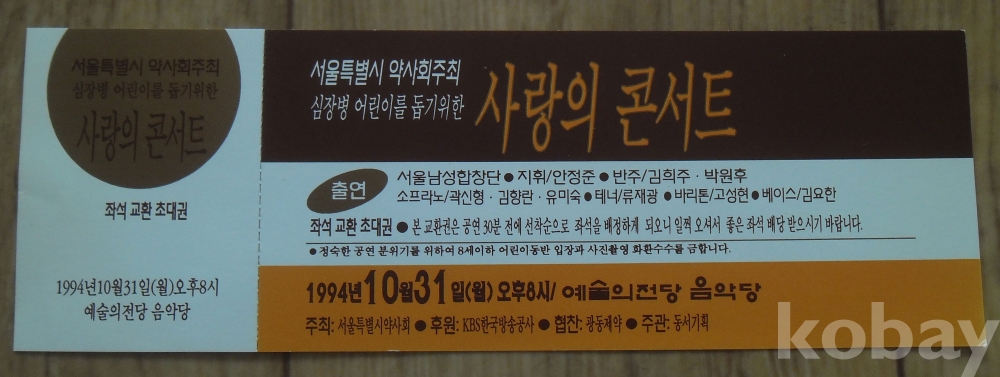 서울특별시 약사회주최
심장병 어린이를 돕기위한
사랑의 콘서트
좌석 교환 초대권
1994년10월31일(월)오후8시
예술의전당 음악당
서울특별시 약사회주최
심장병 어린이를 돕기위한
사랑의 콘서트
출연
서울남성합창단 ● 지휘/안정준 ● 반주/김희주 · 박원후
소프라노/곽신형 · 김향란 · 유미숙 ● 테너/류재광 ● 바리톤/고성현 ● 베이스/김요한
좌석 교환 초대권 ● 본 교환권은 공연 30분 전에 선착순으로 좌석을 배정하게 되오니 일찍 오셔서 좋은 좌석 배당 받으시기 바랍니다.
● 정숙한 공연 분위기를 위하여 8세이하 어린이동반 입장과 사진촬영 화환수수를 금합니다.
1994년 10월 31일(월) 오후8시/ 예술의전당 음악당
주최: 서울특별시약사회 ● 후원: KBS한국방송공사 ● 협찬: 광동제약 ● 주관: 동서기획
kobay